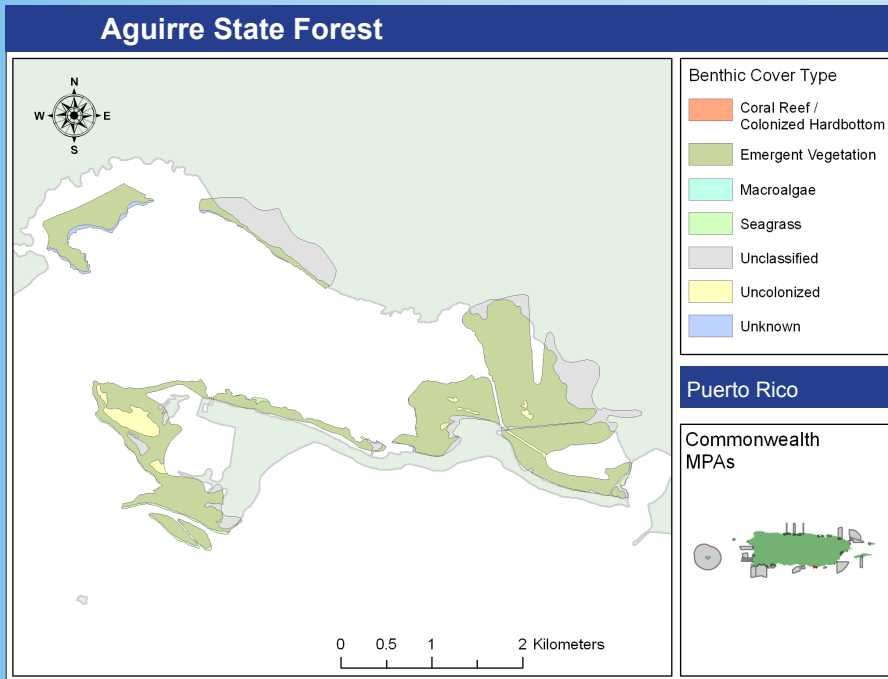 Aguirre State Forest
N
W
E
S
0 0.5 1 2 Kilometers
Benthic Cover Type
Coral Reef /
Colonized Hardbottom
Emergent Vegetation
Macroalgae
Seagrass
Unclassified
Uncolonized
Unknown
Puerto Rico
Commonwealth
MPAs